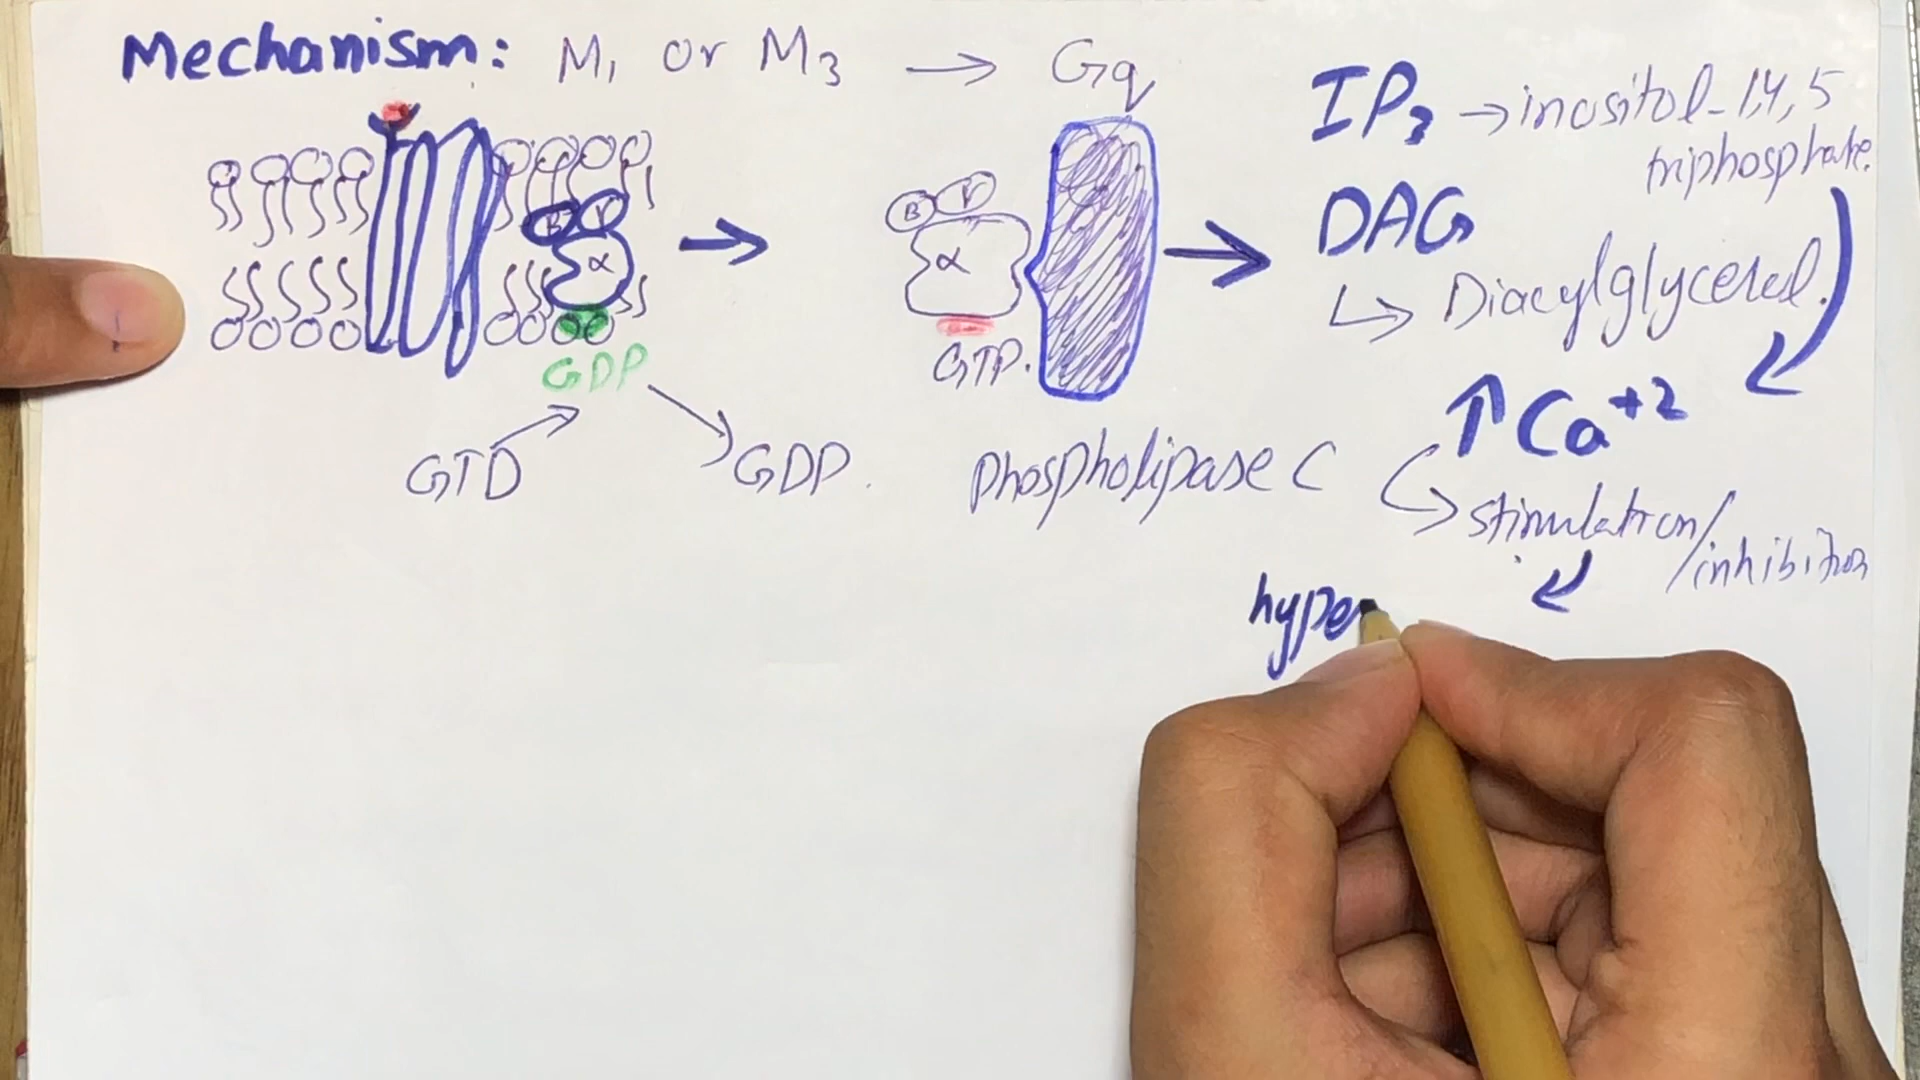 Mechanism: M1 or M3 → Gq
IP3 → inositol-1,4,5
triphosphate.
DAG
↳ Diacylglycerol.
B γ
α
GDP
GTD
GDP.
B γ
α
GTP.
Phospholipase C
↑ Ca+2
↳ stimulation/
inhibition
hyper